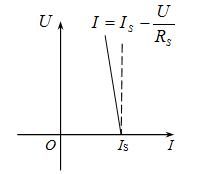 U
I = I_S − U/R_S
O
I_S
I